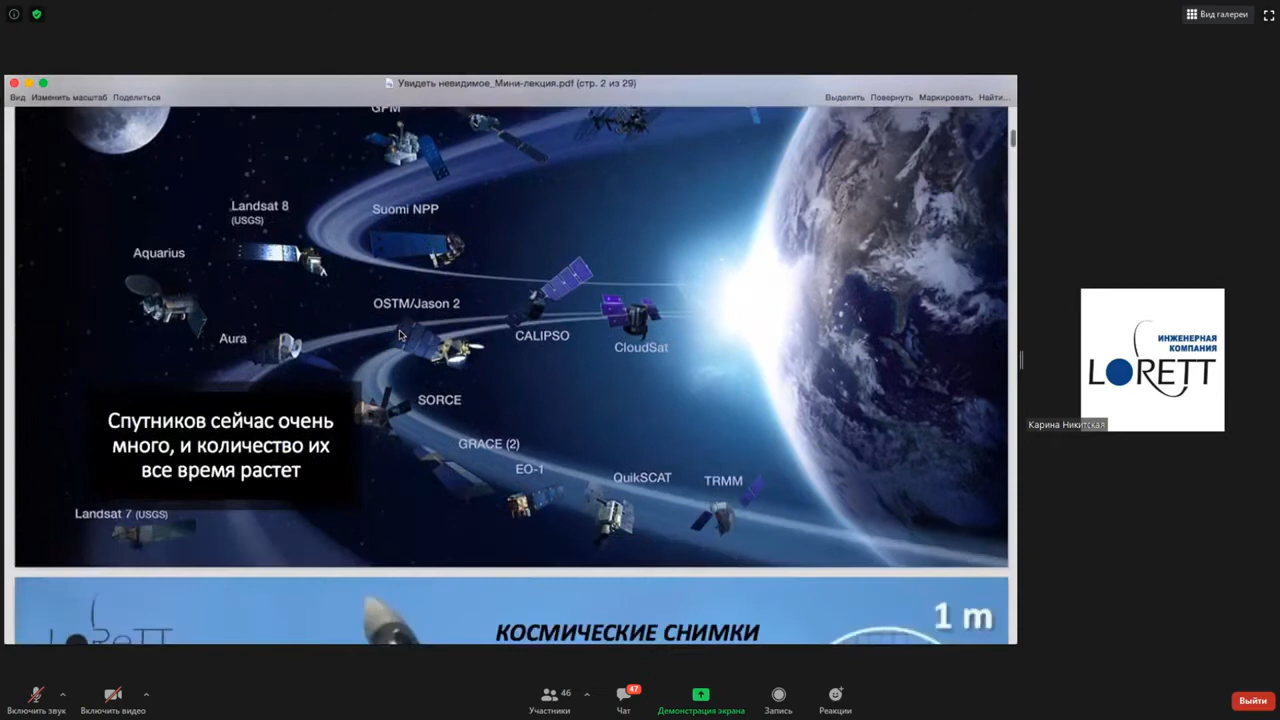 Вид галереи
Увидеть невидимое_Мини-лекция.pdf (стр. 2 из 29)
Вид Изменить масштаб Поделиться
Выделить Повернуть Маркировать Найти...
GPM
Landsat 8
(USGS)
Suomi NPP
Aquarius
OSTM/Jason 2
Aura
CALIPSO
CloudSat
SORCE
Спутников сейчас очень
много, и количество их
все время растет
GRACE (2)
EO-1
QuikSCAT
TRMM
Landsat 7 (USGS)
1 m
LORETT
КОСМИЧЕСКИЕ СНИМКИ
ИНЖЕНЕРНАЯ
КОМПАНИЯ
LORETT
Карина Никитская
Включить звук
Включить видео
46
Участники
47
Чат
Демонстрация экрана
Запись
Реакции
Выйти